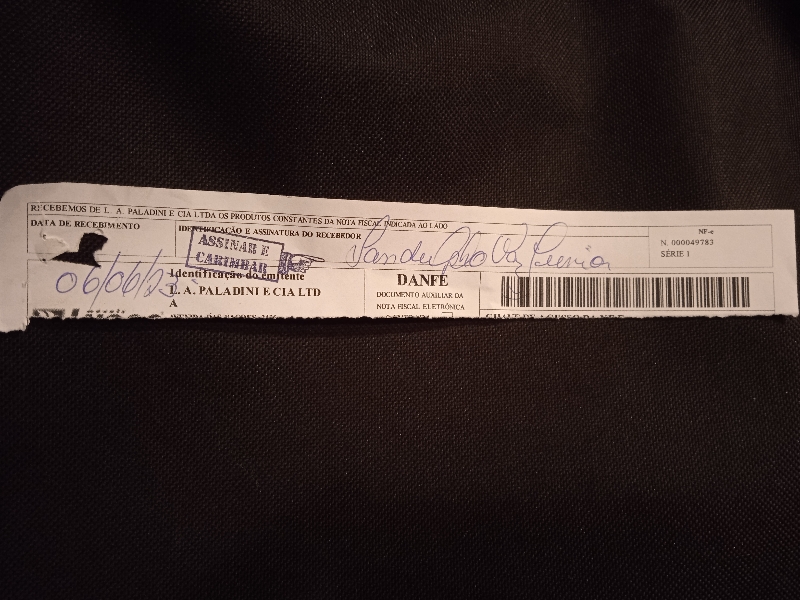 RECEBEMOS DE L. A. PALADINI E CIA LTDA OS PRODUTOS CONSTANTES DA NOTA FISCAL INDICADA AO LADO
DATA DE RECEBIMENTO
IDENTIFICAÇÃO E ASSINATURA DO RECEBEDOR
NF-e
N. 000049783
SÉRIE 1
ASSINAR E
CARIMBAR
06/06/23
Identificação do emitente
L. A. PALADINI E CIA LTD
A
DANFE
DOCUMENTO AUXILIAR DA
NOTA FISCAL ELETRÔNICA